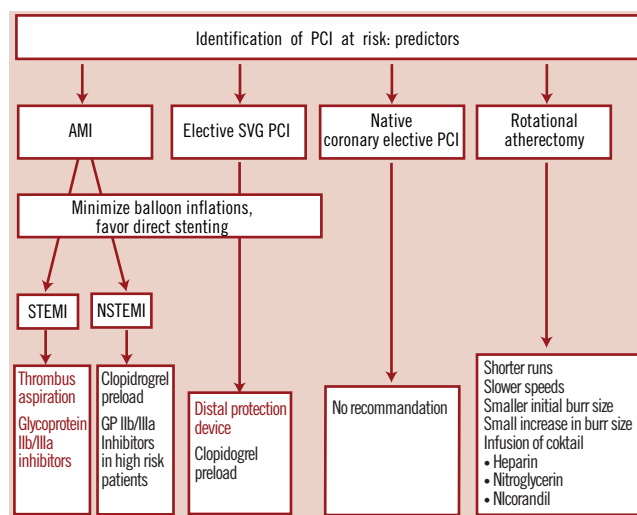 Identification of PCI at risk: predictors
AMI
Elective SVG PCI
Native
coronary elective PCI
Rotational
atherectomy
Minimize balloon inflations,
favor direct stenting
STEMI
NSTEMI
Thrombus
aspiration
Glycoprotein
IIb/IIIa
inhibitors
Clopidrogrel
preload
GP IIb/IIIa
Inhibitors
in high risk
patients
Distal protection
device
Clopidogrel
preload
No recommandation
Shorter runs
Slower speeds
Smaller initial burr size
Small increase in burr size
Infusion of coktail
• Heparin
• Nitroglycerin
• NIcorandil